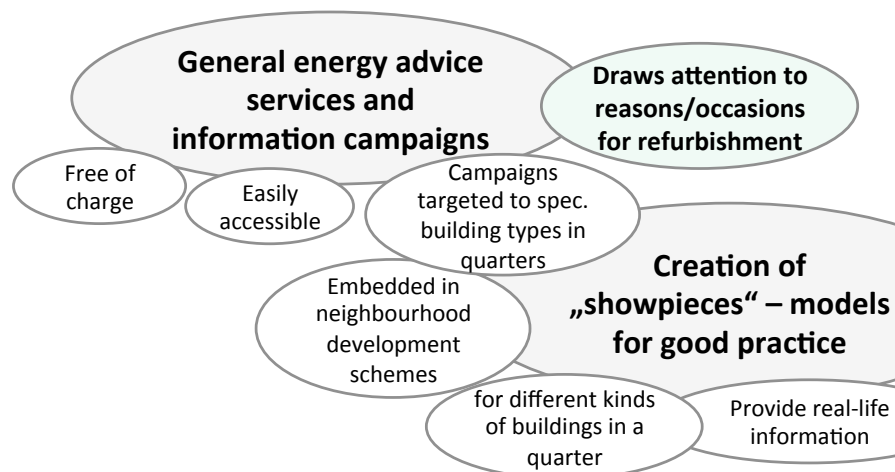 General energy advice
services and
information campaigns
Draws attention to
reasons/occasions
for refurbishment
Free of
charge
Easily
accessible
Campaigns
targeted to spec.
building types in
quarters
Creation of
„showpieces“ – models
for good practice
Embedded in
neighbourhood
development
schemes
for different kinds
of buildings in a
quarter
Provide real-life
information